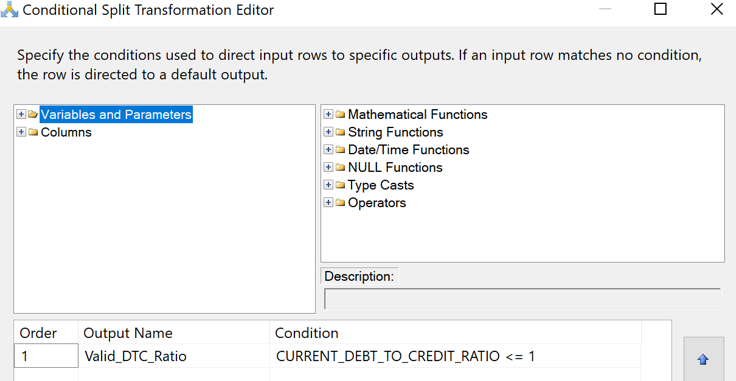 Conditional Split Transformation Editor
Specify the conditions used to direct input rows to specific outputs. If an input row matches no condition,
the row is directed to a default output.
Variables and Parameters
Columns
Mathematical Functions
String Functions
Date/Time Functions
NULL Functions
Type Casts
Operators
Description:
Order Output Name Condition
1 Valid_DTC_Ratio CURRENT_DEBT_TO_CREDIT_RATIO <= 1